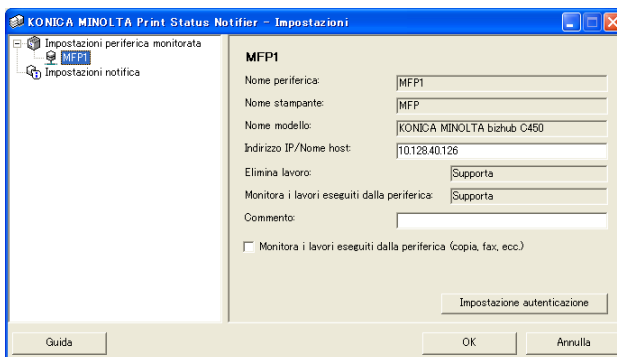 KONICA MINOLTA Print Status Notifier - Impostazioni
Impostazioni periferica monitorata
MFP1
Impostazioni notifica
MFP1
Nome periferica: MFP1
Nome stampante: MFP
Nome modello: KONICA MINOLTA bizhub C450
Indirizzo IP/Nome host: 10.128.40.126
Elimina lavoro: Supporta
Monitora i lavori eseguiti dalla periferica: Supporta
Commento:
Monitora i lavori eseguiti dalla periferica (copia, fax, ecc.)
Impostazione autenticazione
Guida OK Annulla